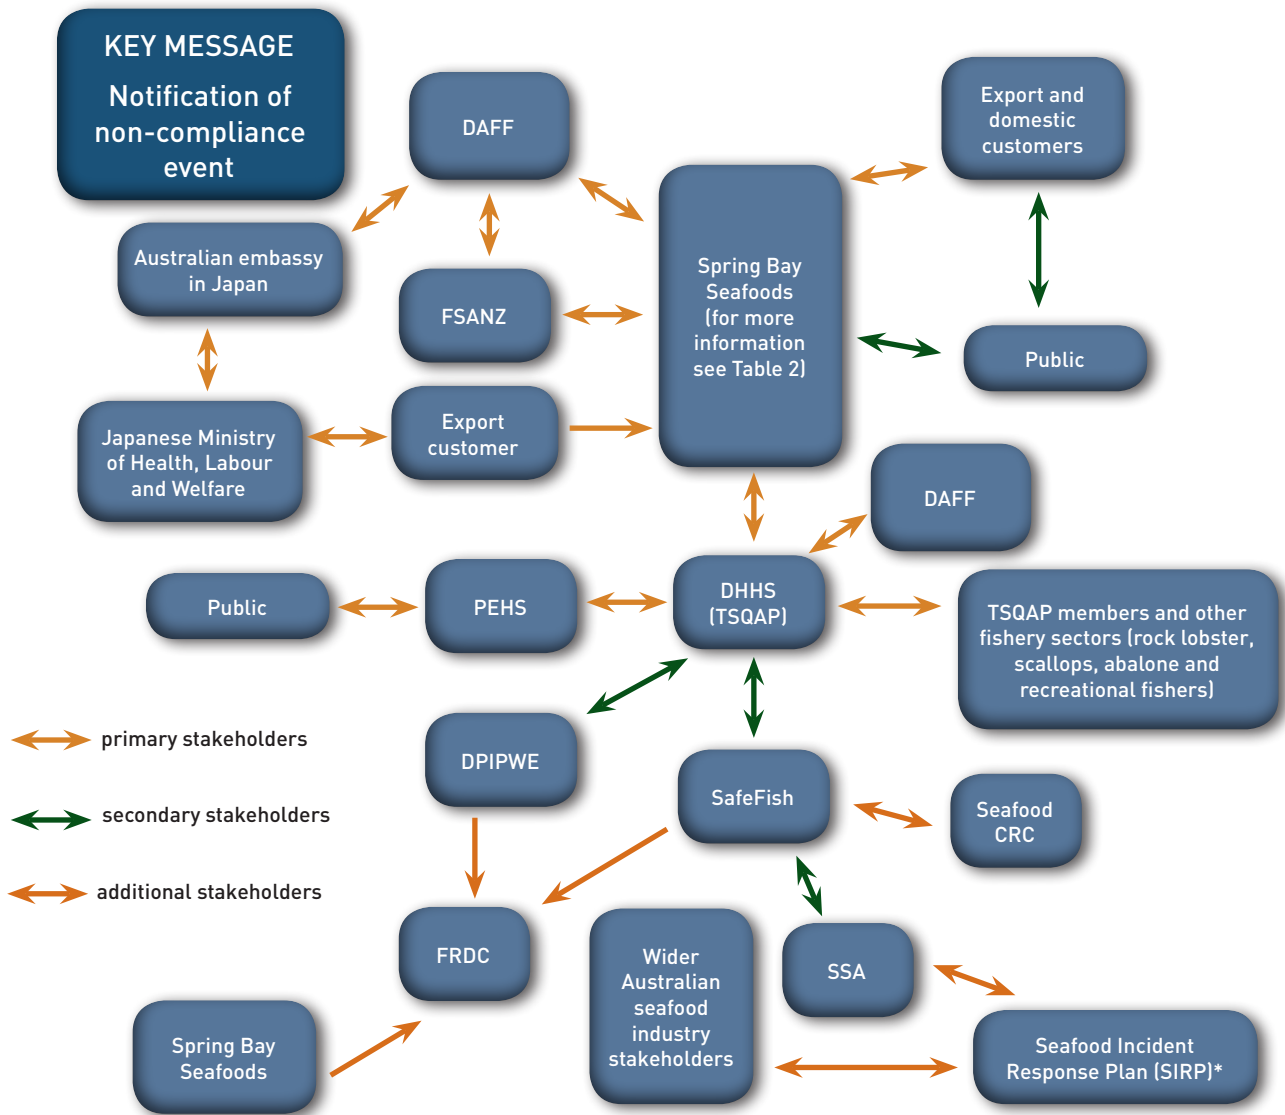 KEY MESSAGE
Notification of
non-compliance
event
DAFF
Export and
domestic
customers
Australian embassy
in Japan
FSANZ
Spring Bay
Seafoods
(for more
information
see Table 2)
Public
Japanese Ministry
of Health, Labour
and Welfare
Export
customer
DAFF
Public
PEHS
DHHS
(TSQAP)
TSQAP members and other
fishery sectors (rock lobster,
scallops, abalone and
recreational fishers)
primary stakeholders
DPIPWE
SafeFish
secondary stakeholders
Seafood
CRC
additional stakeholders
FRDC
Wider
Australian
seafood
industry
stakeholders
SSA
Spring Bay
Seafoods
Seafood Incident
Response Plan (SIRP)*